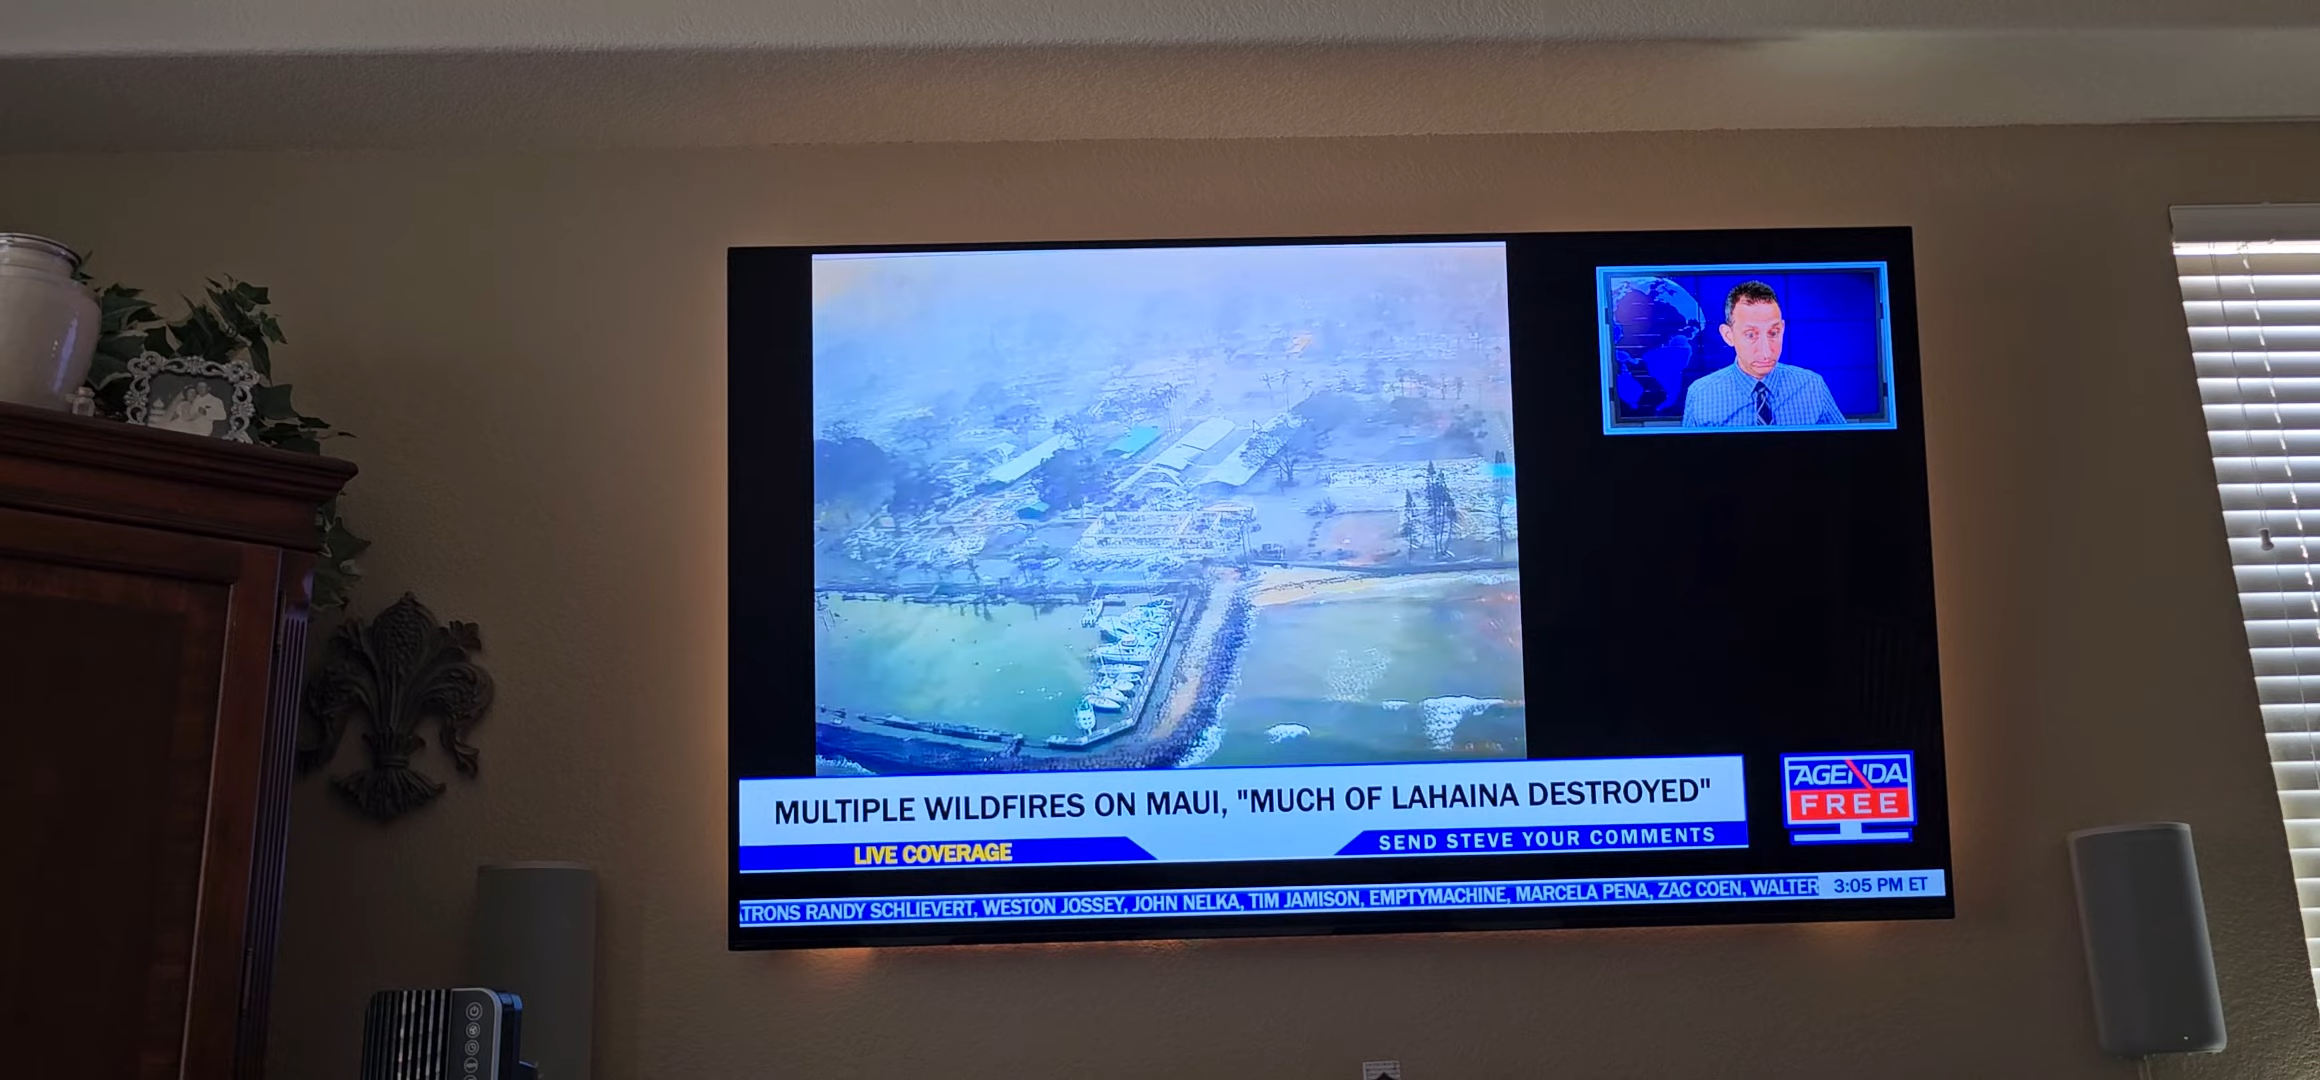 MULTIPLE WILDFIRES ON MAUI, "MUCH OF LAHAINA DESTROYED"
AGENDA
FREE
LIVE COVERAGE
SEND STEVE YOUR COMMENTS
ATRONS RANDY SCHLIEVERT, WESTON JOSSEY, JOHN NELKA, TIM JAMISON, EMPTYMACHINE, MARCELA PENA, ZAC COEN, WALTER
3:05 PM ET